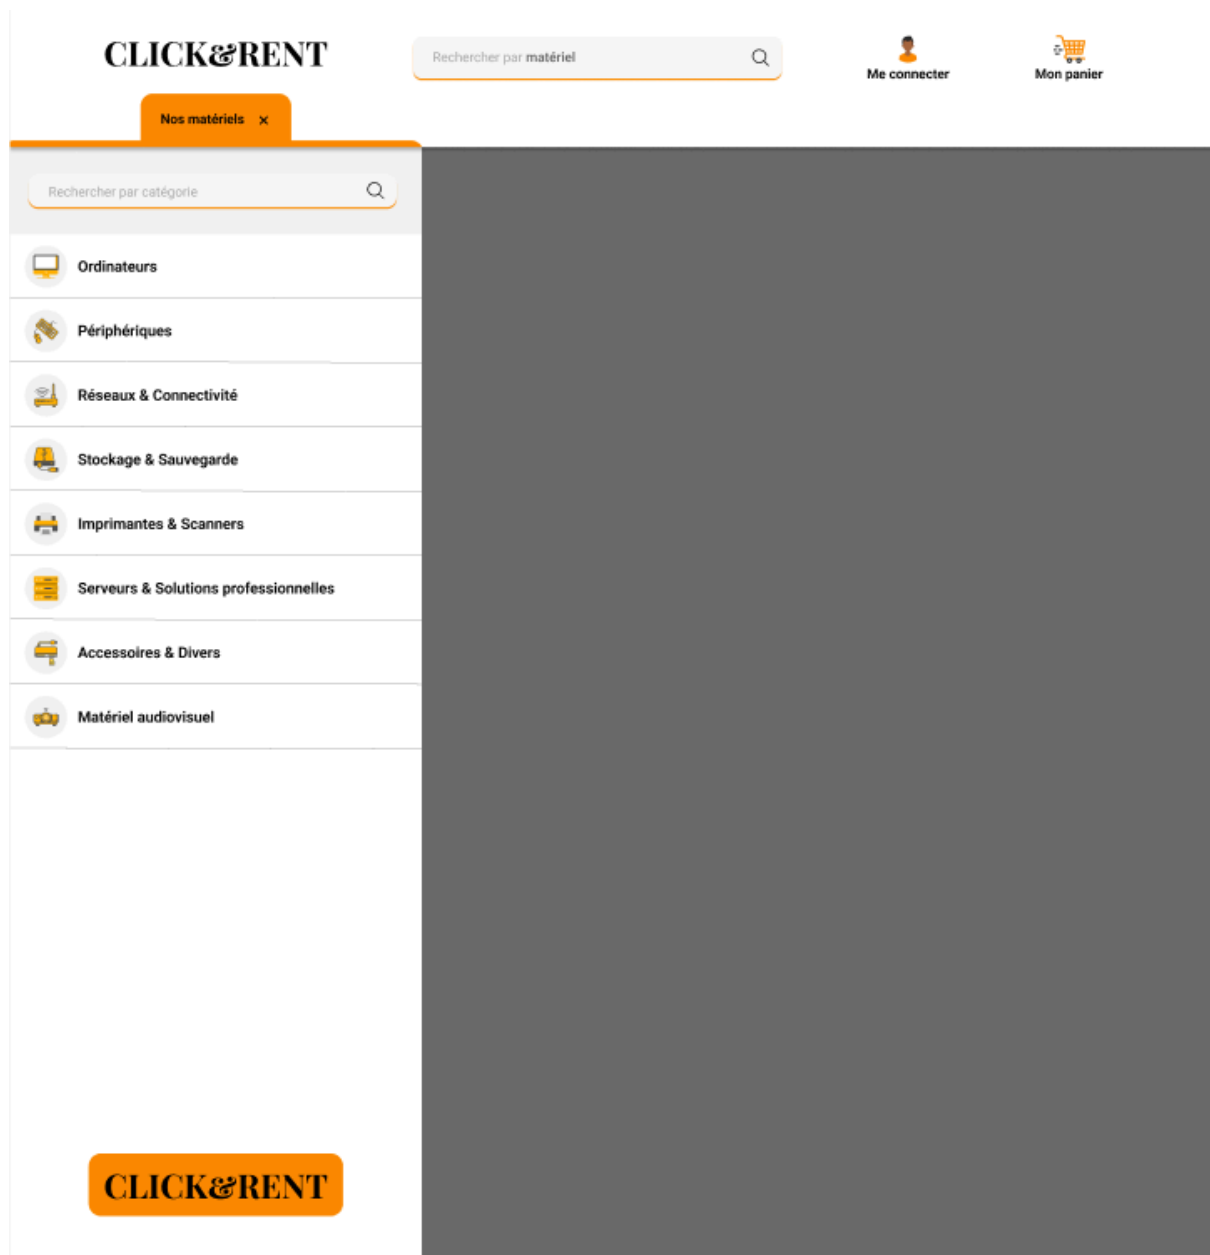 CLICK&RENT
Rechercher par matériel
Me connecter
Mon panier
Nos matériels ×
Rechercher par catégorie
Ordinateurs
Périphériques
Réseaux & Connectivité
Stockage & Sauvegarde
Imprimantes & Scanners
Serveurs & Solutions professionnelles
Accessoires & Divers
Matériel audiovisuel
CLICK&RENT